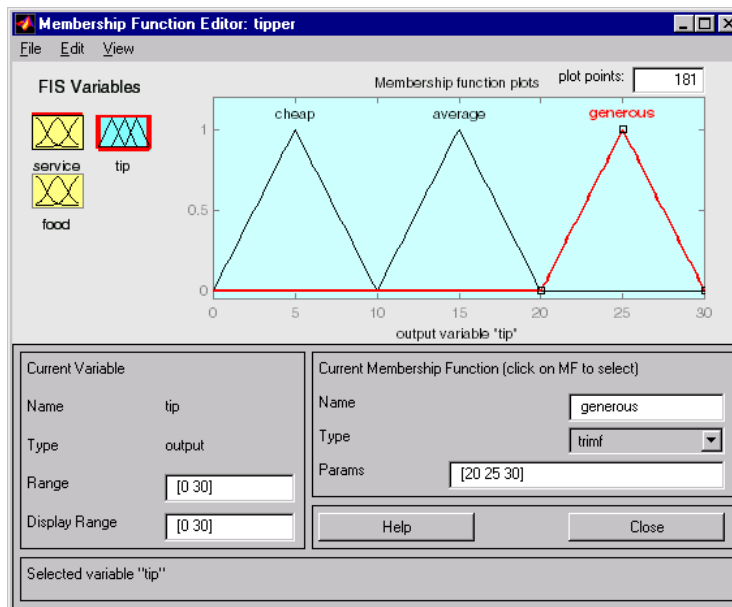 Membership Function Editor: tipper
File Edit View
FIS Variables
service
tip
food
Membership function plots
plot points: 181
cheap average generous
1
0.5
0
0 5 10 15 20 25 30
output variable "tip"
Current Variable
Name tip
Type output
Range [0 30]
Display Range [0 30]
Current Membership Function (click on MF to select)
Name generous
Type trimf
Params [20 25 30]
Help Close
Selected variable "tip"